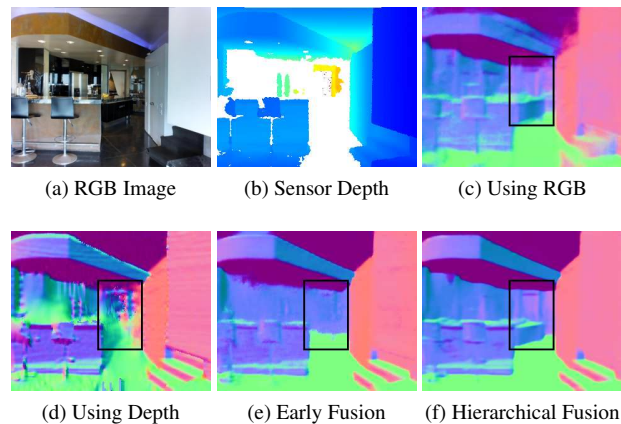 (a) RGB Image
(b) Sensor Depth
(c) Using RGB
(d) Using Depth
(e) Early Fusion
(f) Hierarchical Fusion